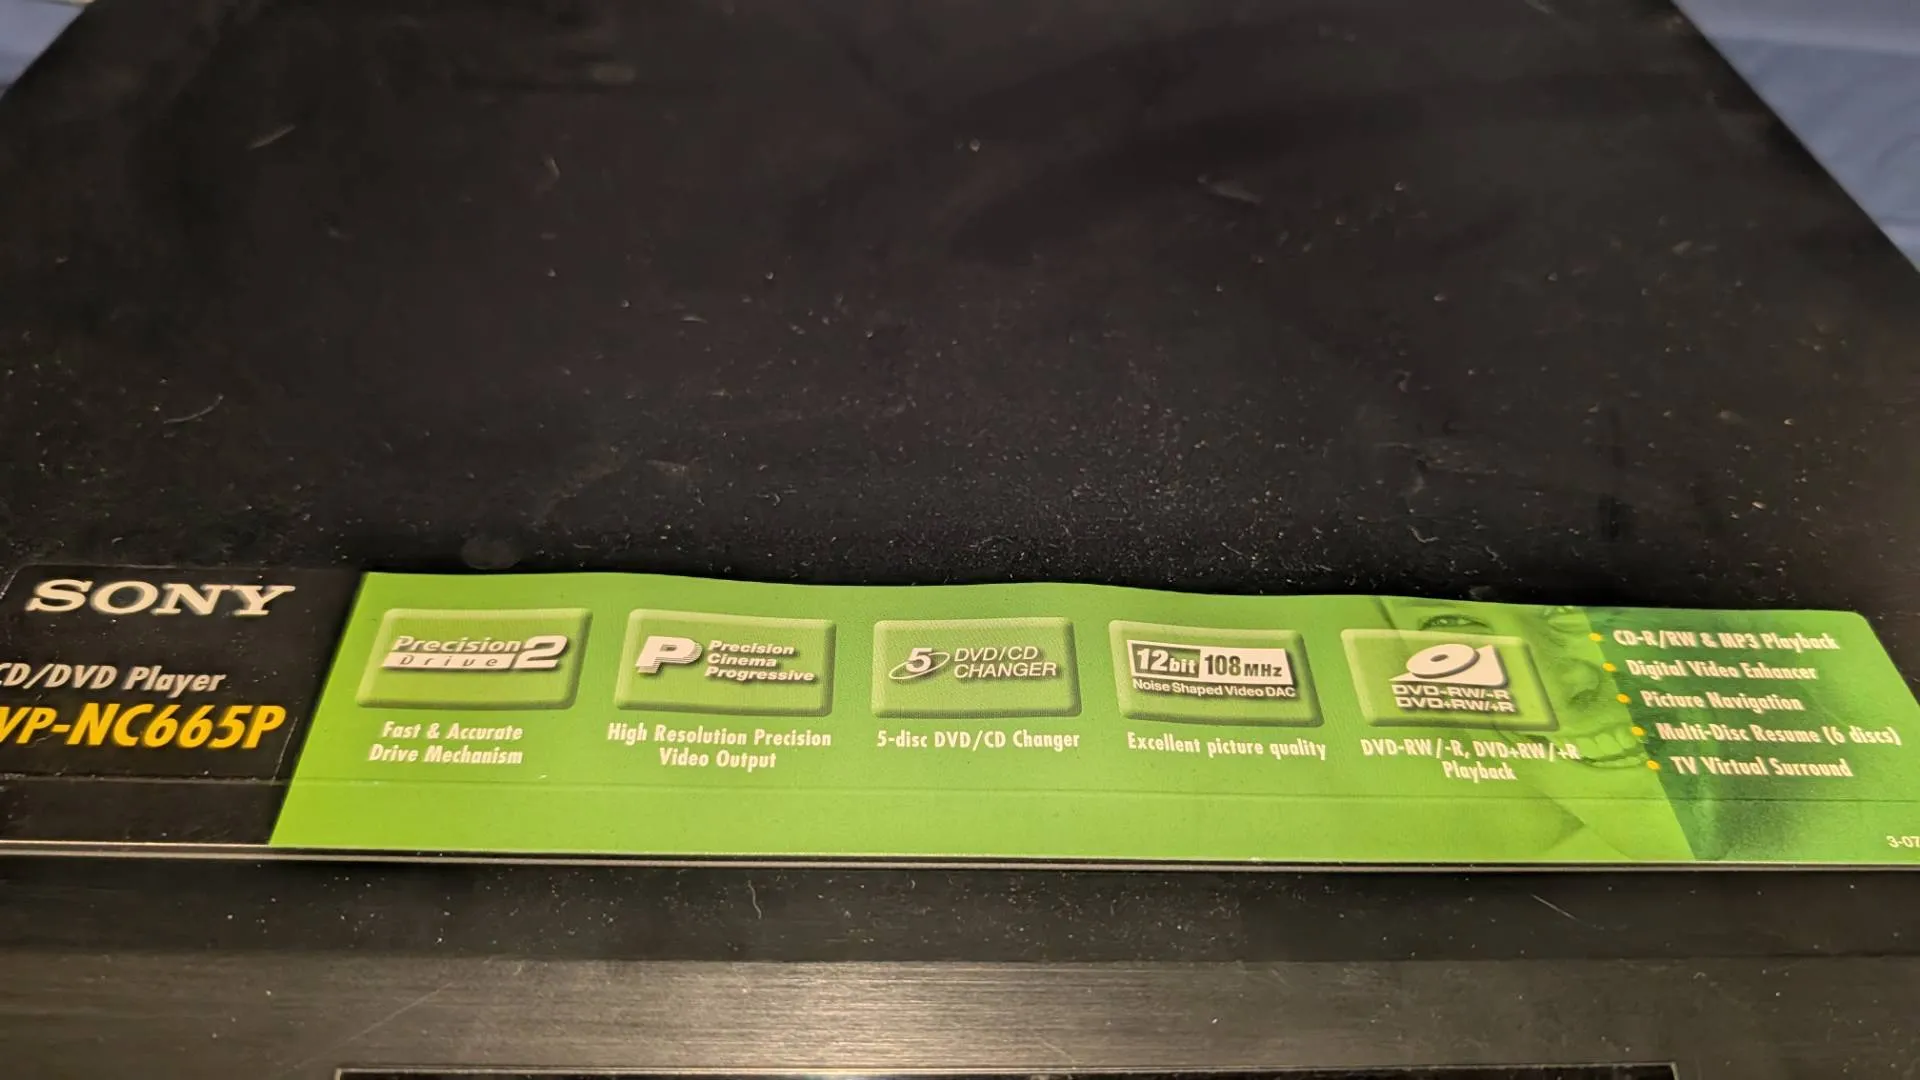 SONY
CD/DVD Player
VP-NC665P
Precision 2
Drive
Fast & Accurate
Drive Mechanism
P Precision
Cinema
Progressive
High Resolution Precision
Video Output
5 DVD/CD
CHANGER
5-disc DVD/CD Changer
12bit 108MHz
Noise Shaped Video DAC
Excellent picture quality
DVD-RW/-R
DVD+RW/+R
DVD-RW/-R, DVD+RW/+R
Playback
CD-R/RW & MP3 Playback
Digital Video Enhancer
Picture Navigation
Multi-Disc Resume (6 discs)
TV Virtual Surround
3-07